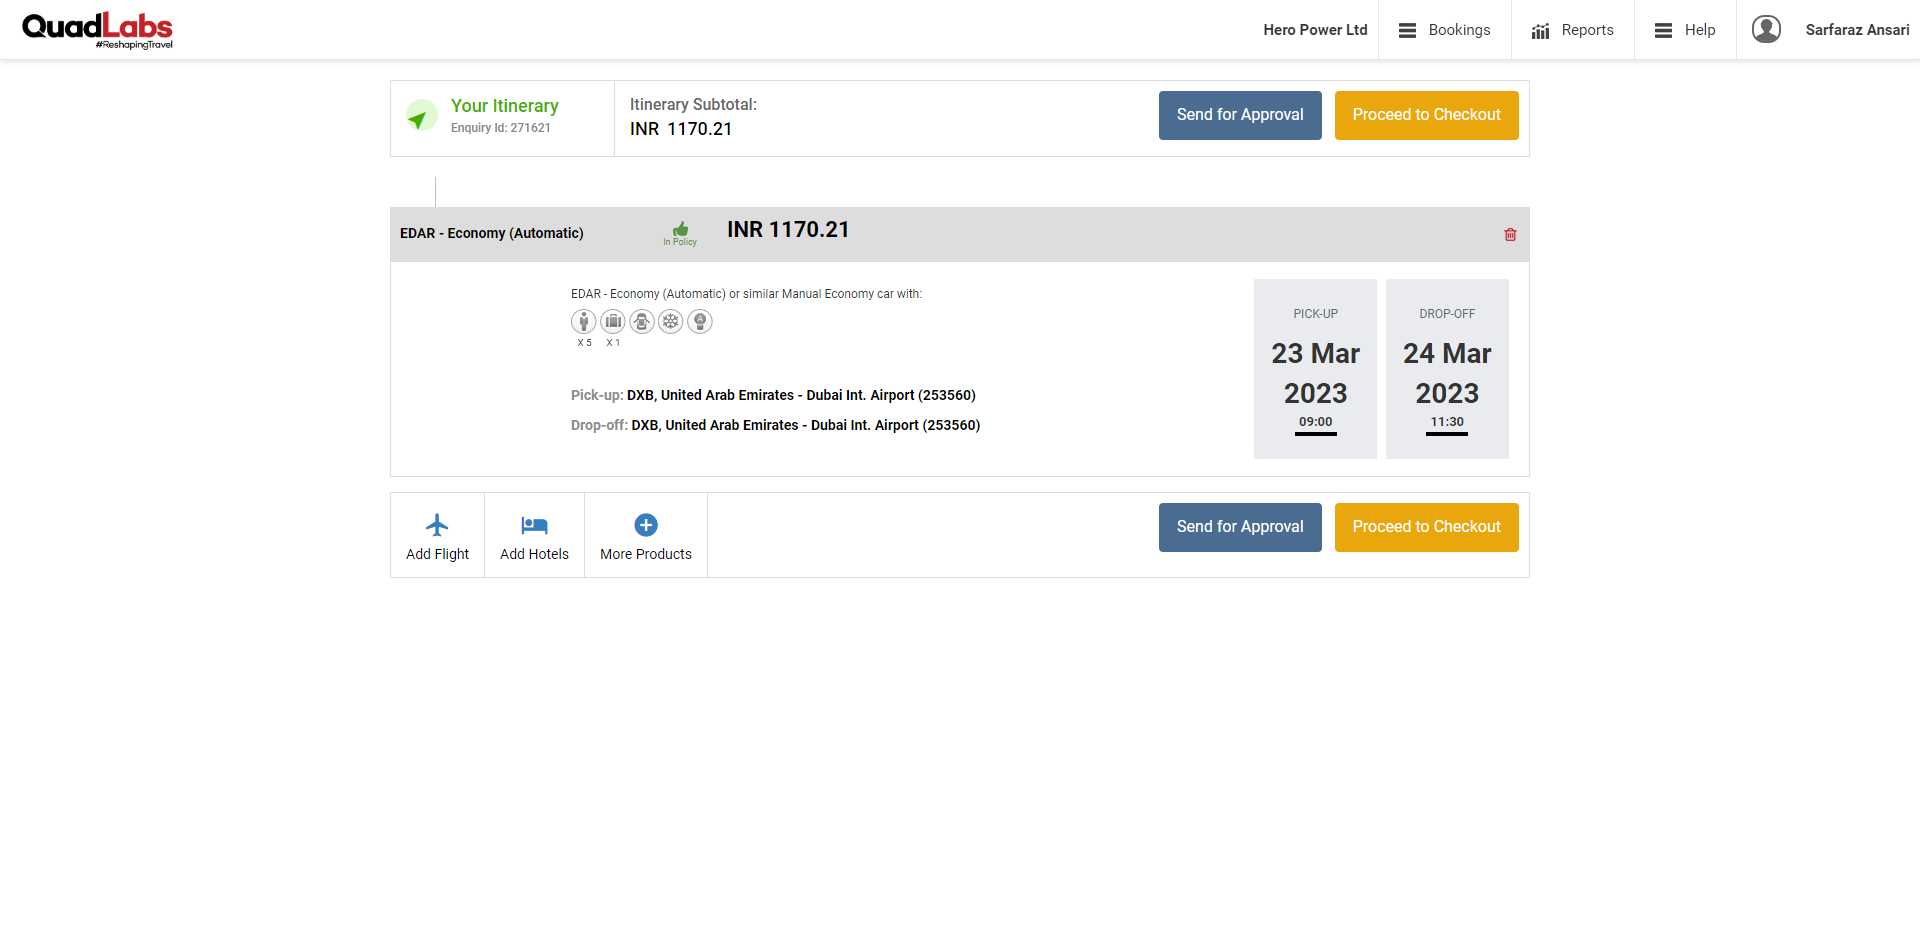 QuadLabs
#ReshapingTravel
Hero Power Ltd
Bookings
Reports
Help
Sarfaraz Ansari
Your Itinerary
Enquiry Id: 271621
Itinerary Subtotal:
INR 1170.21
Send for Approval
Proceed to Checkout
EDAR - Economy (Automatic)
In Policy
INR 1170.21
EDAR - Economy (Automatic) or similar Manual Economy car with:
X 5
X 1
Pick-up: DXB, United Arab Emirates - Dubai Int. Airport (253560)
Drop-off: DXB, United Arab Emirates - Dubai Int. Airport (253560)
PICK-UP
23 Mar
2023
09:00
DROP-OFF
24 Mar
2023
11:30
Add Flight
Add Hotels
More Products
Send for Approval
Proceed to Checkout